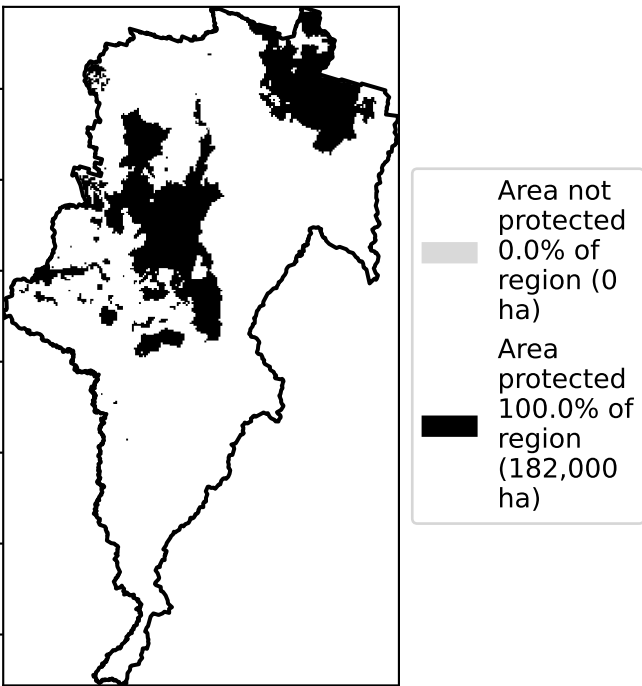 Area not
protected
0.0% of
region (0
ha)
Area
protected
100.0% of
region
(182,000
ha)